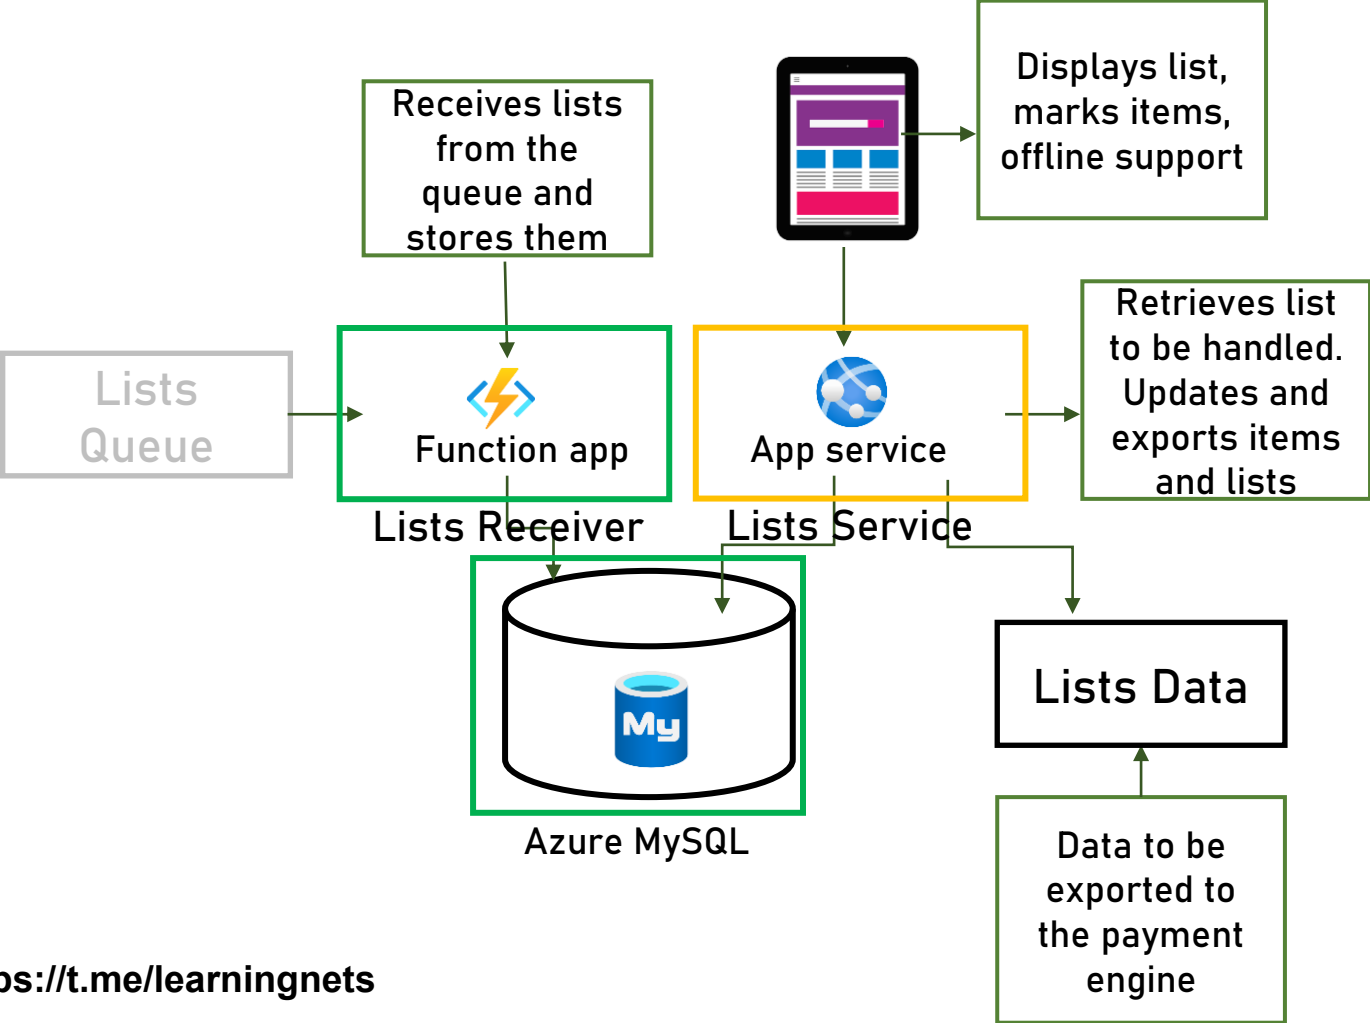 Displays list,
marks items,
offline support
Receives lists
from the
queue and
stores them
Retrieves list
to be handled.
Updates and
exports items
and lists
Lists
Queue
Function app
App service
Lists Receiver
Lists Service
My
Lists Data
Azure MySQL
Data to be
exported to
the payment
engine
ps://t.me/learningnets